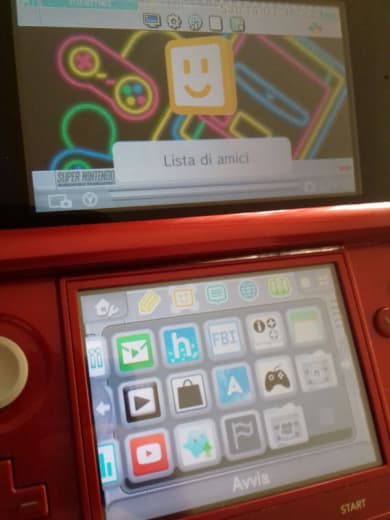 Lista di amici
SUPER NINTENDO
Y
h
FBI
A
Avvia
START